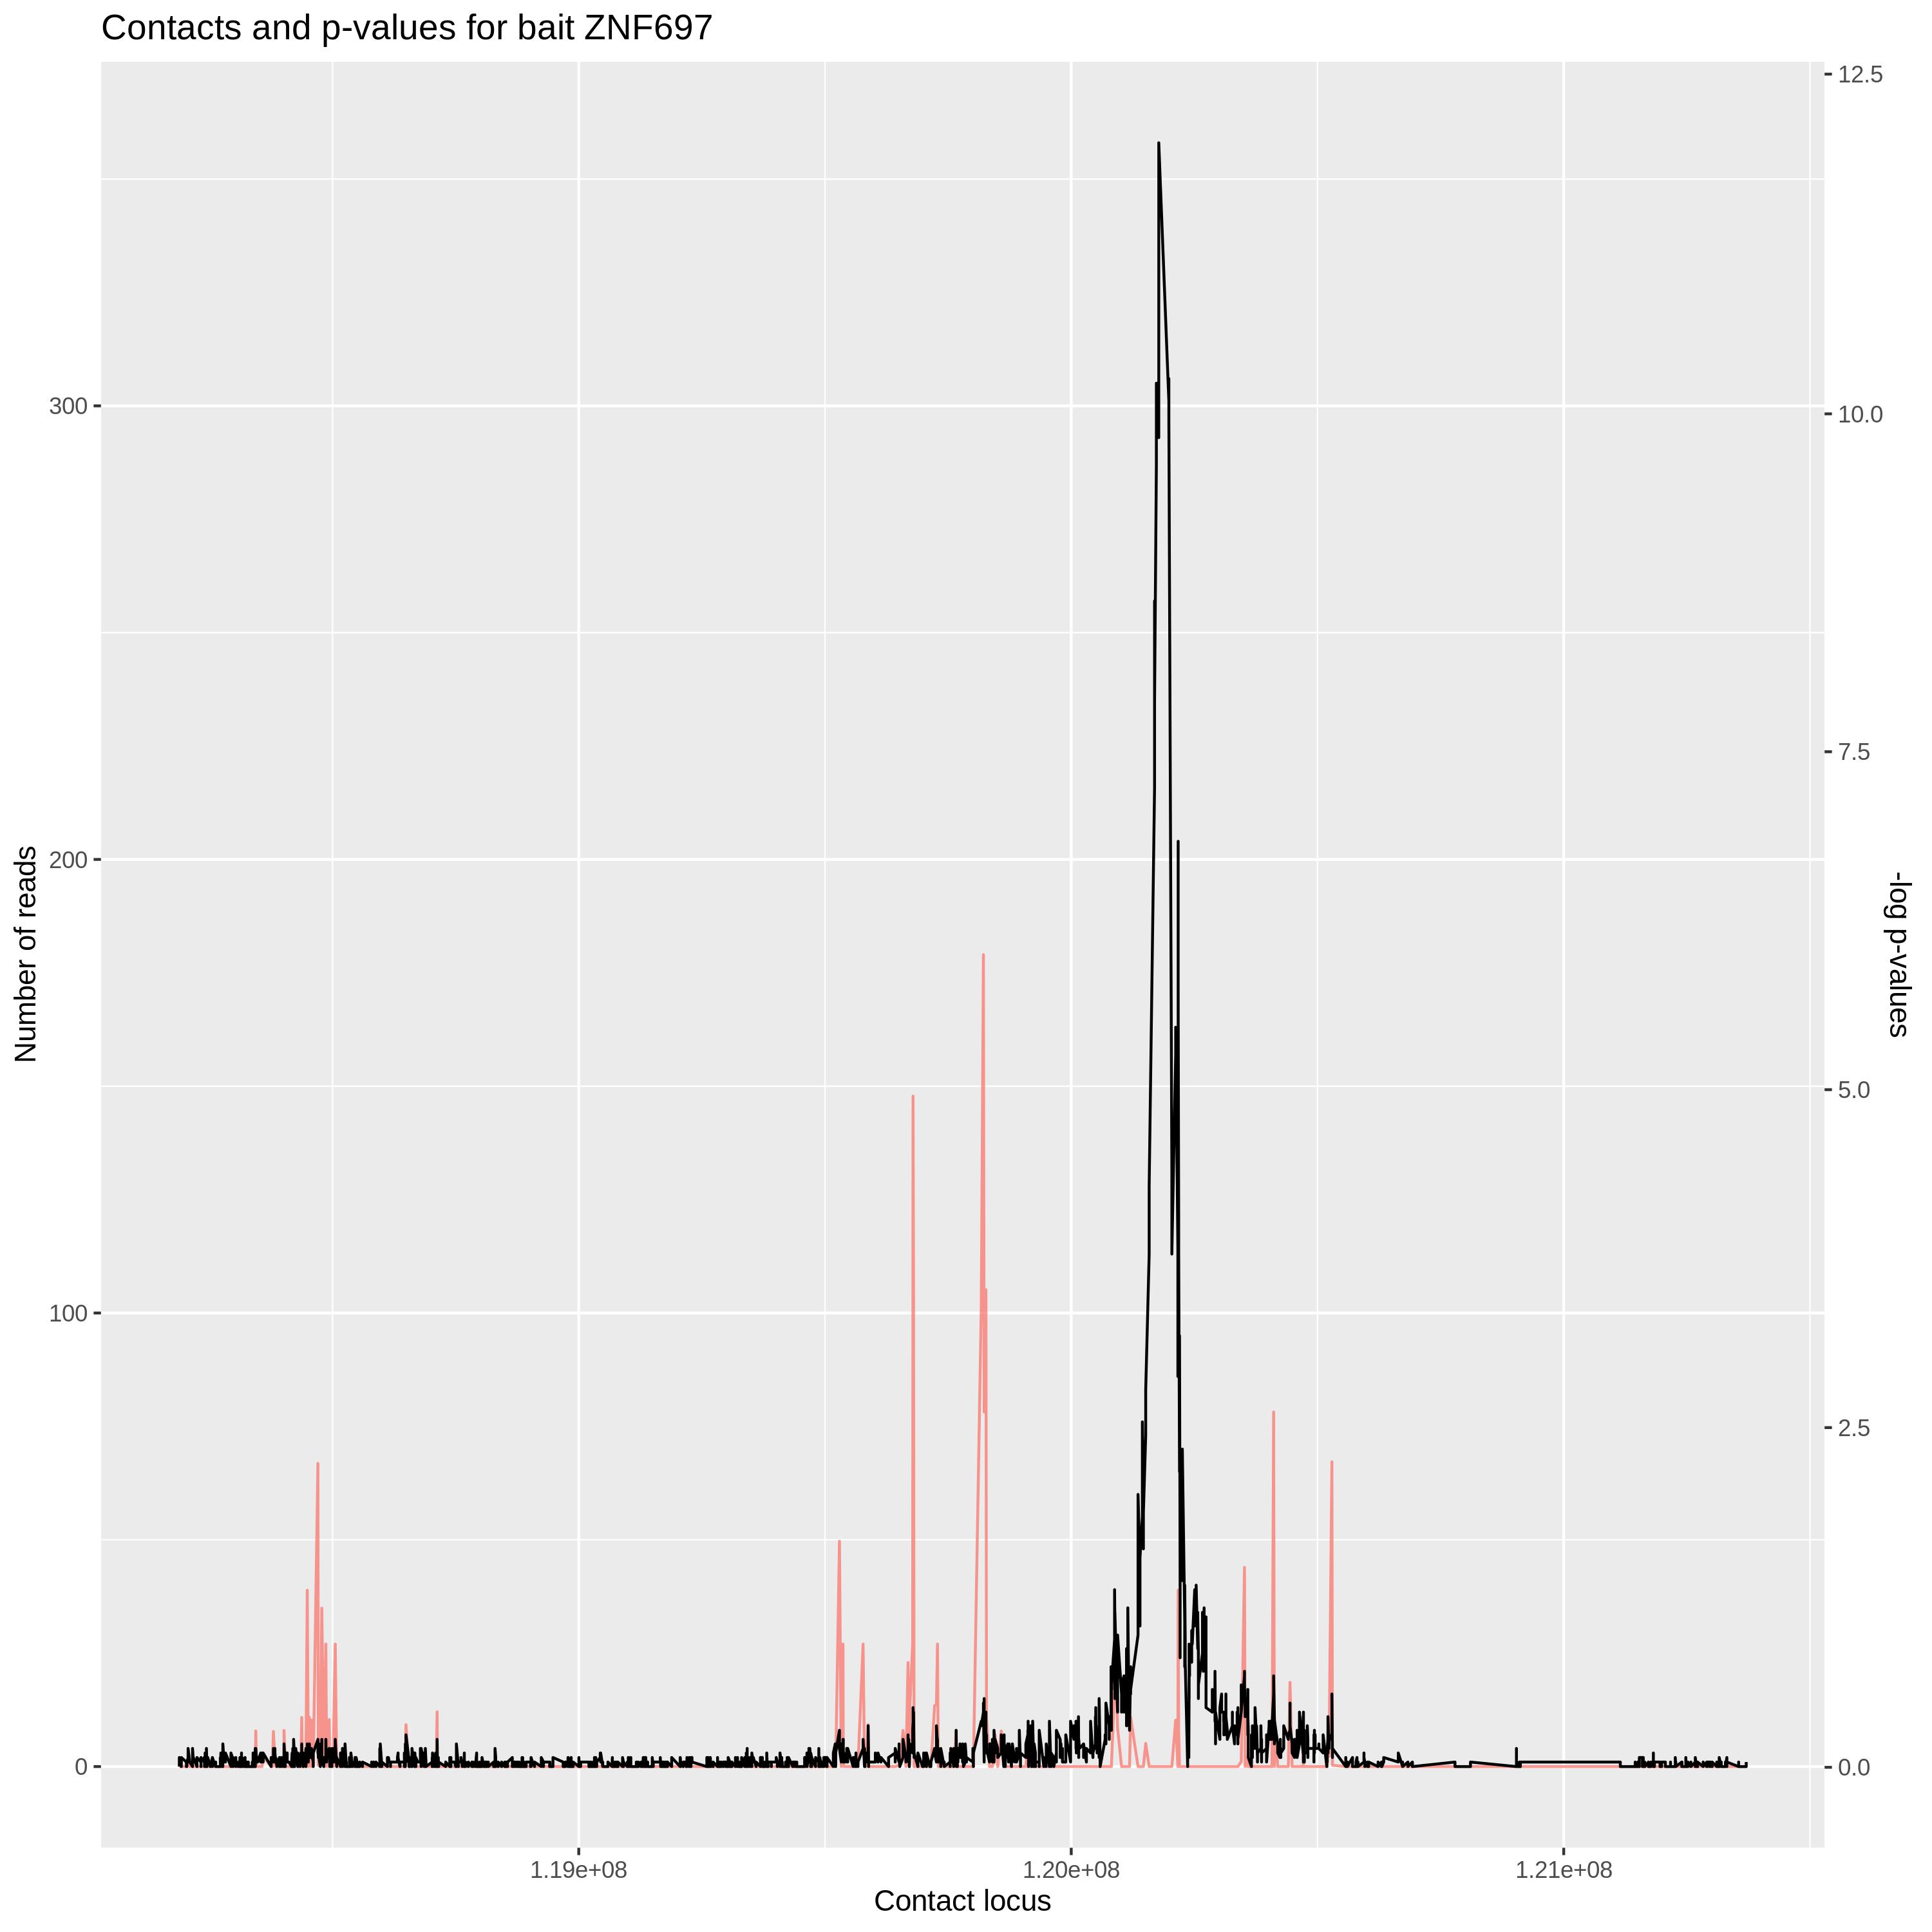 Contacts and p-values for bait ZNF697
12.5
10.0
7.5
5.0
2.5
0.0
300
200
100
0
Number of reads
-log p-values
1.19e+08 1.20e+08 1.21e+08
Contact locus